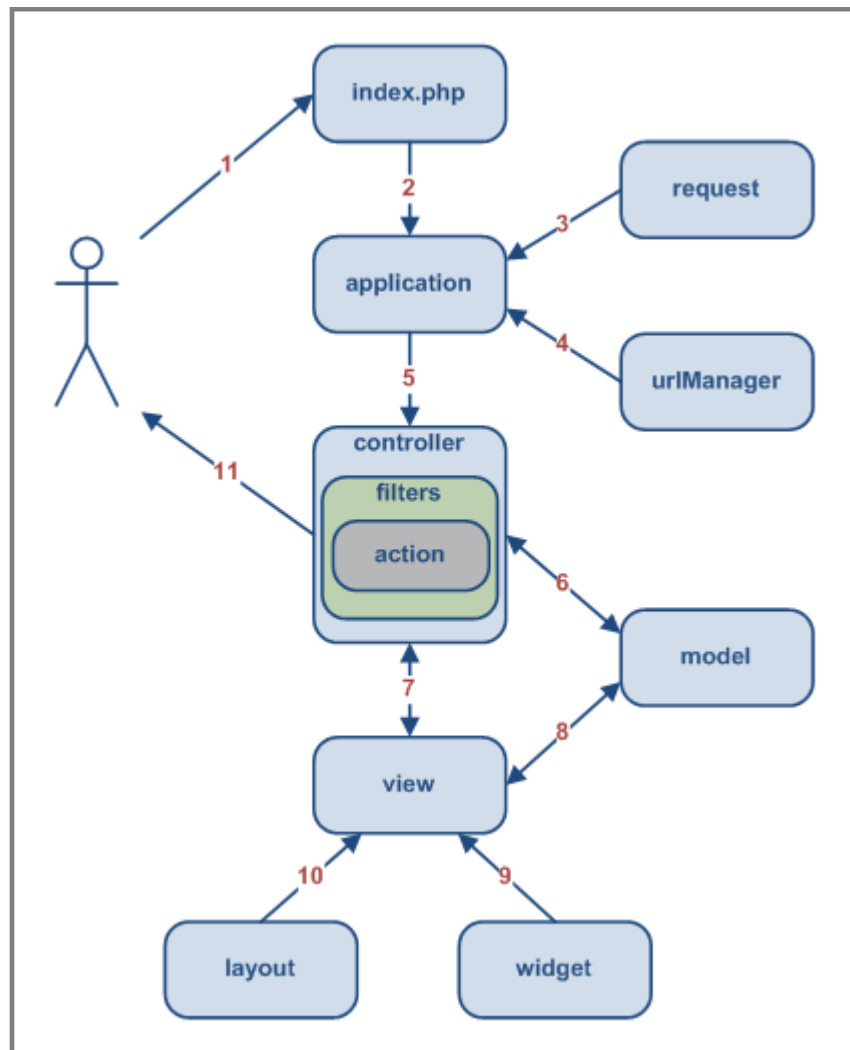 index.php
1
2
request
3
application
4
urlManager
5
controller
filters
11
action
6
model
7
8
view
10
9
layout
widget